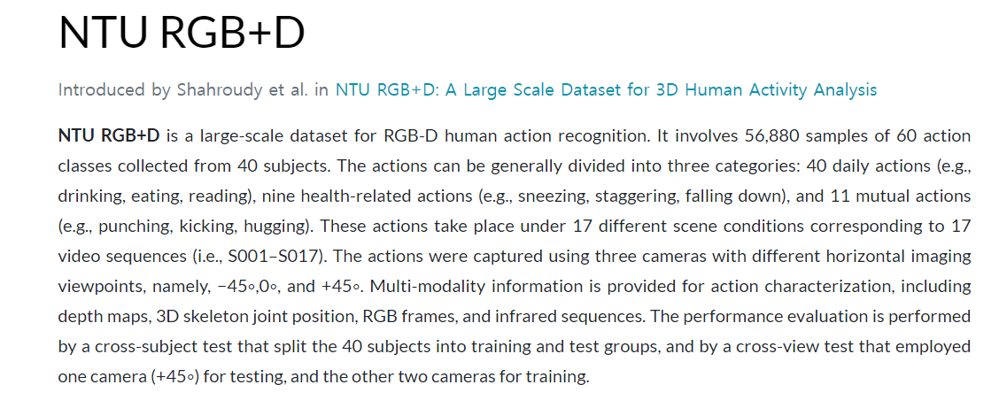 NTU RGB+D
Introduced by Shahroudy et al. in NTU RGB+D: A Large Scale Dataset for 3D Human Activity Analysis
NTU RGB+D is a large-scale dataset for RGB-D human action recognition. It involves 56,880 samples of 60 action
classes collected from 40 subjects. The actions can be generally divided into three categories: 40 daily actions (e.g.,
drinking, eating, reading), nine health-related actions (e.g., sneezing, staggering, falling down), and 11 mutual actions
(e.g., punching, kicking, hugging). These actions take place under 17 different scene conditions corresponding to 17
video sequences (i.e., S001–S017). The actions were captured using three cameras with different horizontal imaging
viewpoints, namely, −45∘,0∘, and +45∘. Multi-modality information is provided for action characterization, including
depth maps, 3D skeleton joint position, RGB frames, and infrared sequences. The performance evaluation is performed
by a cross-subject test that split the 40 subjects into training and test groups, and by a cross-view test that employed
one camera (+45∘) for testing, and the other two cameras for training.